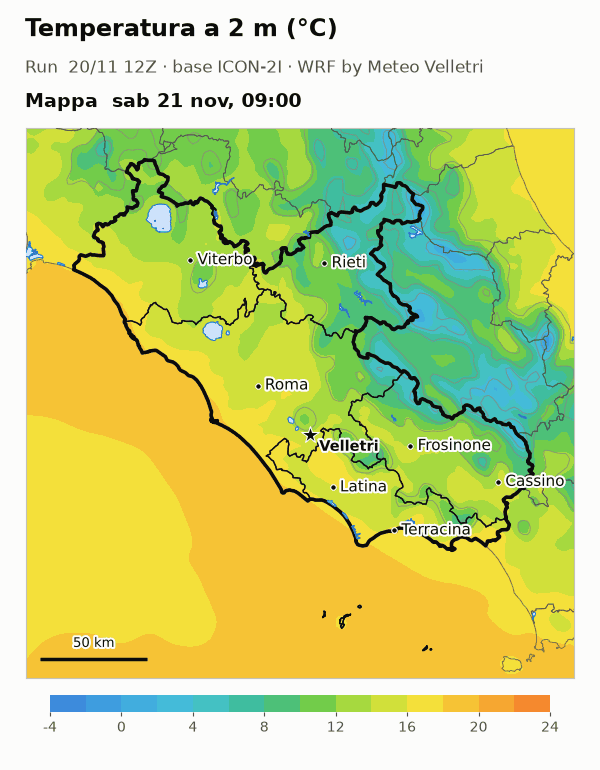 Temperatura a 2 m (°C)
Run  20/11 12Z · base ICON-2I · WRF by Meteo Velletri
Mappa  sab 21 nov, 09:00
Viterbo
Rieti
Roma
Velletri
Frosinone
Cassino
Latina
Terracina
50 km
-4 0 4 8 12 16 20 24